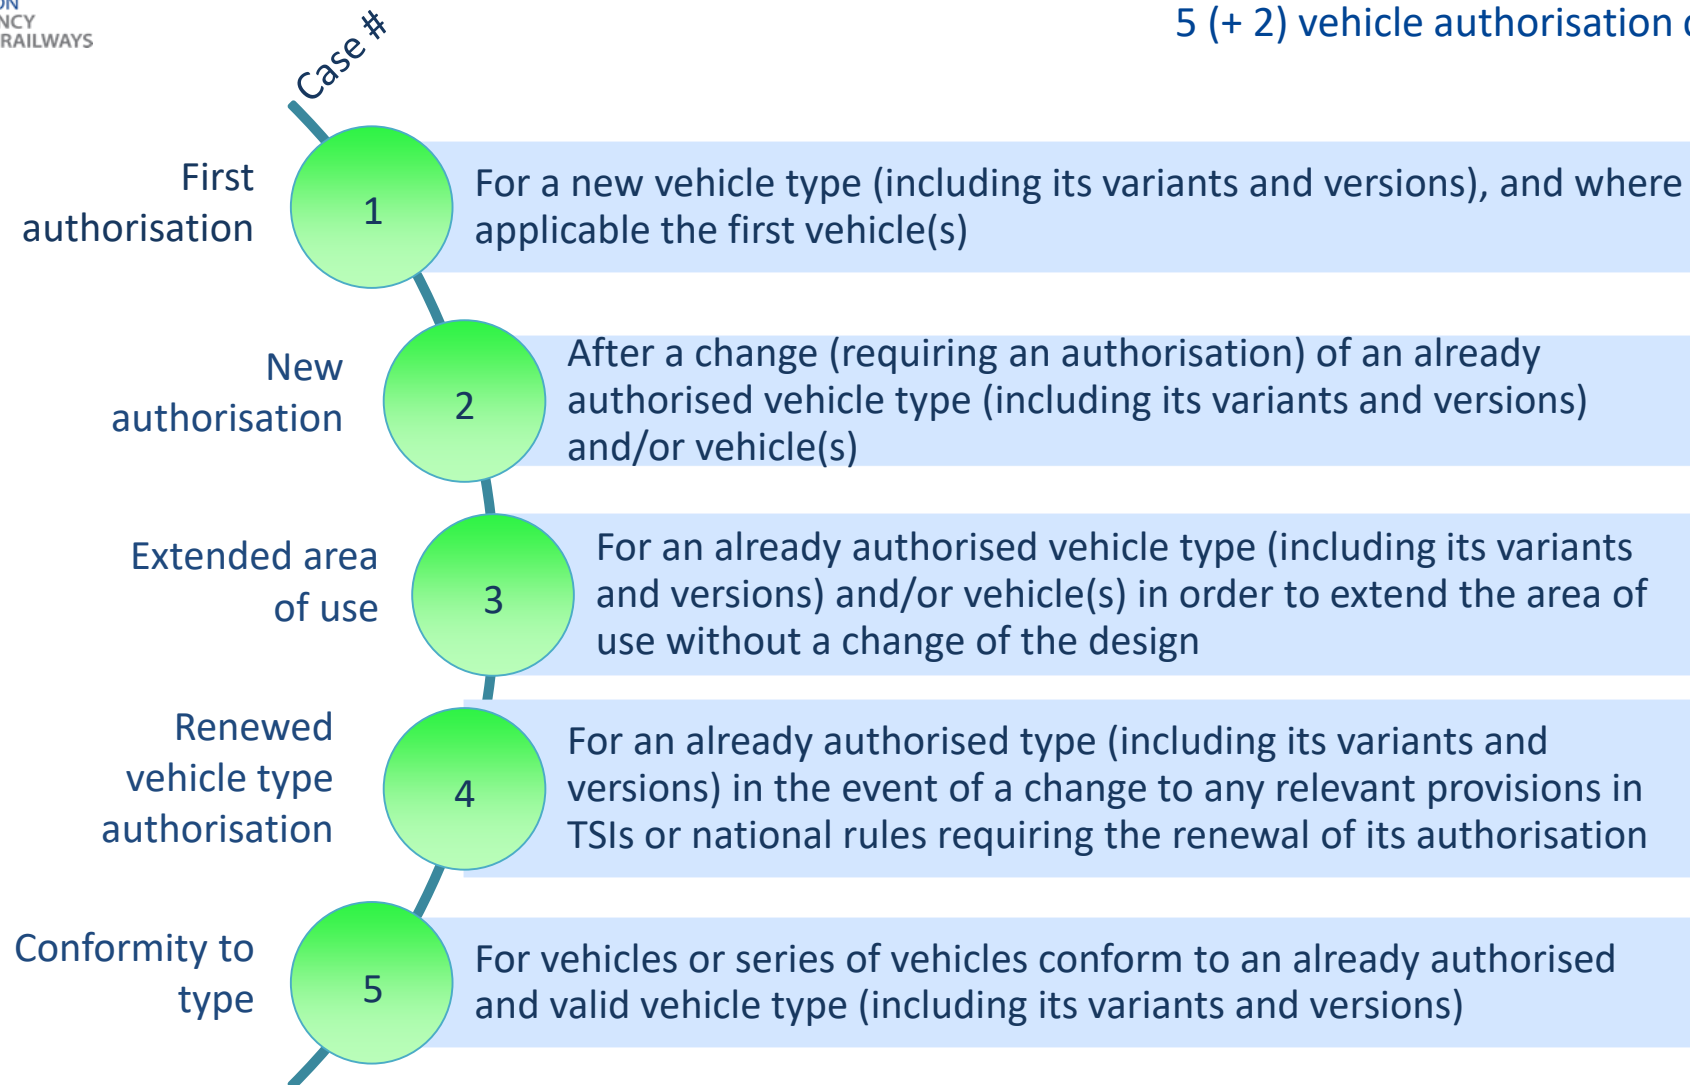 ON
NCY
RAILWAYS
5 (+ 2) vehicle authorisation
Case #
First
authorisation
1
For a new vehicle type (including its variants and versions), and where
applicable the first vehicle(s)
New
authorisation
2
After a change (requiring an authorisation) of an already
authorised vehicle type (including its variants and versions)
and/or vehicle(s)
Extended area
of use
3
For an already authorised vehicle type (including its variants
and versions) and/or vehicle(s) in order to extend the area of
use without a change of the design
Renewed
vehicle type
authorisation
4
For an already authorised type (including its variants and
versions) in the event of a change to any relevant provisions in
TSIs or national rules requiring the renewal of its authorisation
Conformity to
type
5
For vehicles or series of vehicles conform to an already authorised
and valid vehicle type (including its variants and versions)